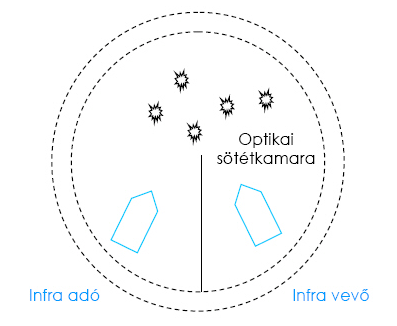 Optikai
sötétkamara
Infra adó
Infra vevő